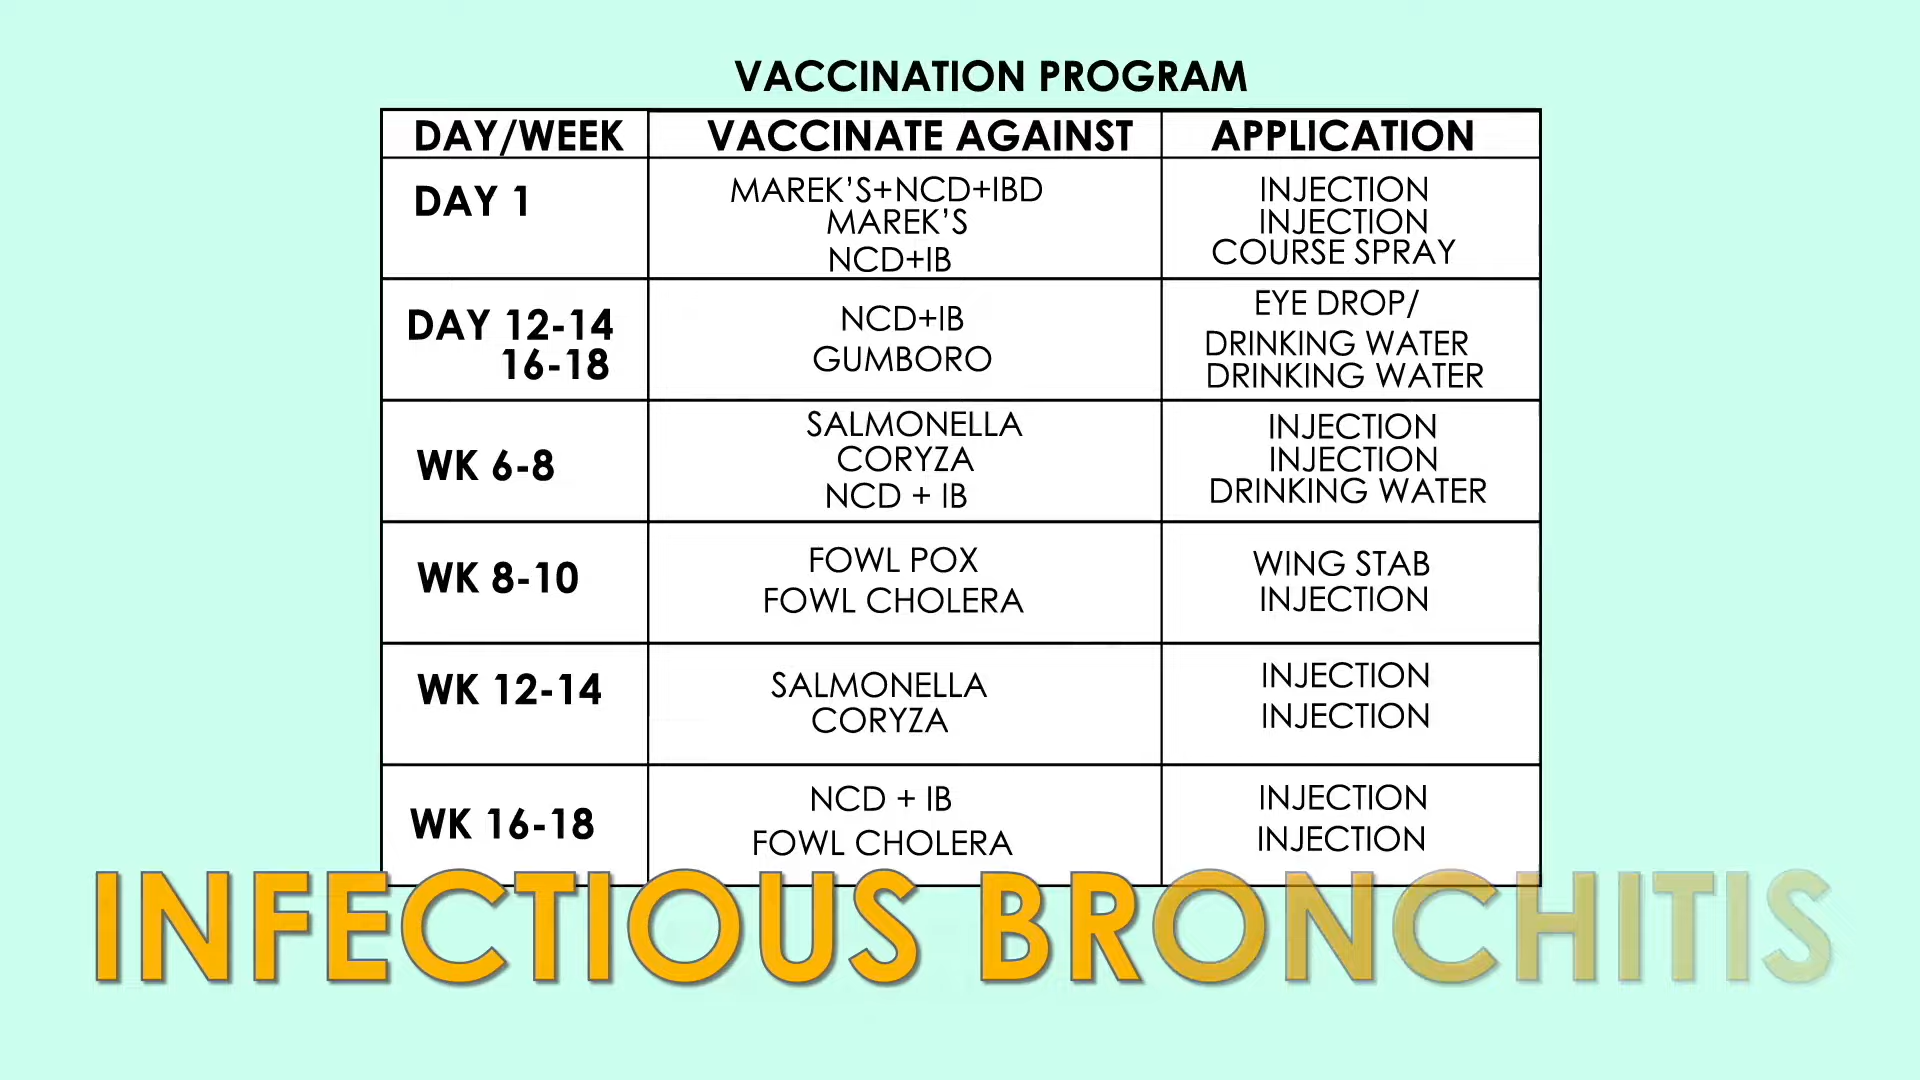 VACCINATION PROGRAM
DAY/WEEK VACCINATE AGAINST APPLICATION
DAY 1
MAREK'S+NCD+IBD INJECTION
MAREK'S INJECTION
NCD+IB COURSE SPRAY
DAY 12-14 NCD+IB EYE DROP/
DRINKING WATER
16-18 GUMBORO DRINKING WATER
WK 6-8
SALMONELLA INJECTION
CORYZA INJECTION
NCD + IB DRINKING WATER
WK 8-10
FOWL POX WING STAB
FOWL CHOLERA INJECTION
WK 12-14
SALMONELLA INJECTION
CORYZA INJECTION
WK 16-18
NCD + IB INJECTION
FOWL CHOLERA INJECTION
INFECTIOUS BRONCHITIS